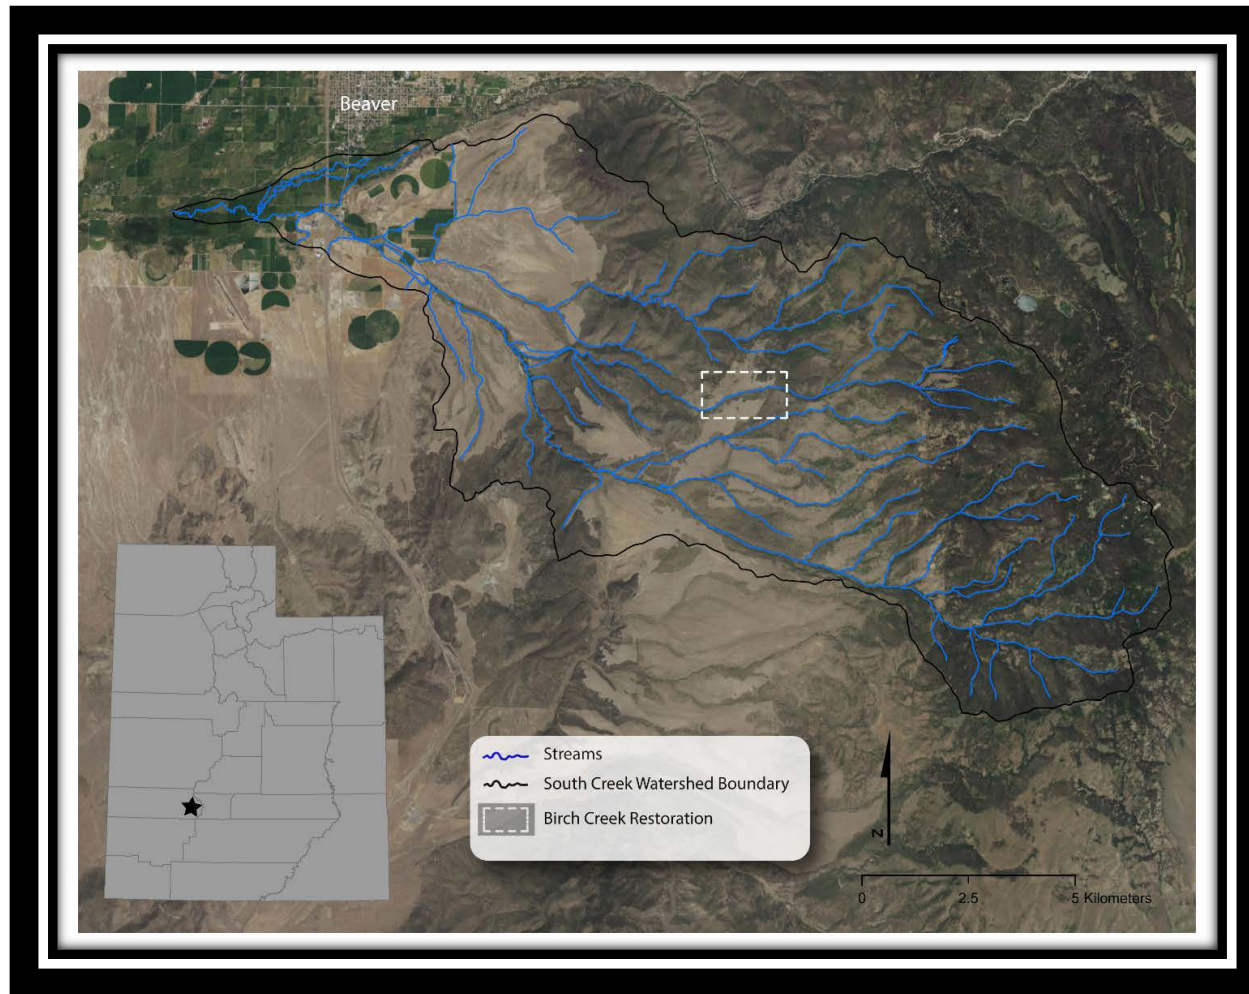 Beaver
Streams
South Creek Watershed Boundary
Birch Creek Restoration
N
0 2.5 5 Kilometers